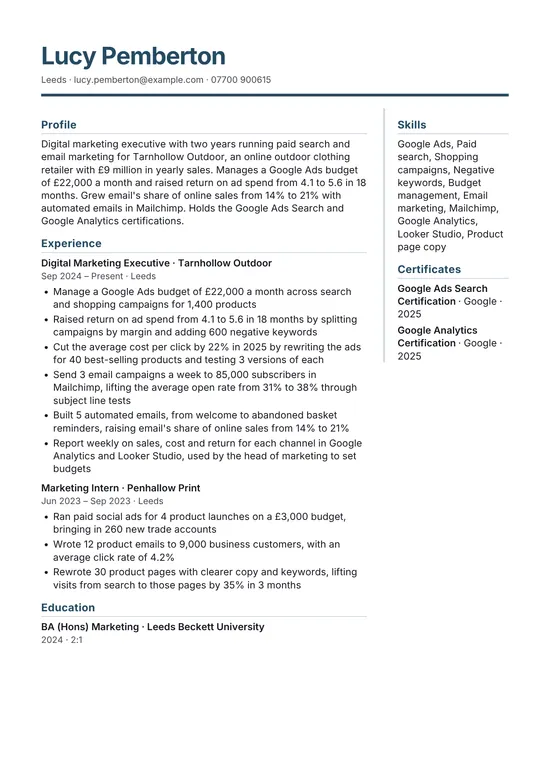 Lucy Pemberton
Leeds · lucy.pemberton@example.com · 07700 900615
Profile
Digital marketing executive with two years running paid search and
email marketing for Tarnhollow Outdoor, an online outdoor clothing
retailer with £9 million in yearly sales. Manages a Google Ads budget
of £22,000 a month and raised return on ad spend from 4.1 to 5.6 in 18
months. Grew email's share of online sales from 14% to 21% with
automated emails in Mailchimp. Holds the Google Ads Search and
Google Analytics certifications.
Experience
Digital Marketing Executive · Tarnhollow Outdoor
Sep 2024 – Present · Leeds
• Manage a Google Ads budget of £22,000 a month across search
and shopping campaigns for 1,400 products
• Raised return on ad spend from 4.1 to 5.6 in 18 months by splitting
campaigns by margin and adding 600 negative keywords
• Cut the average cost per click by 22% in 2025 by rewriting the ads
for 40 best-selling products and testing 3 versions of each
• Send 3 email campaigns a week to 85,000 subscribers in
Mailchimp, lifting the average open rate from 31% to 38% through
subject line tests
• Built 5 automated emails, from welcome to abandoned basket
reminders, raising email's share of online sales from 14% to 21%
• Report weekly on sales, cost and return for each channel in Google
Analytics and Looker Studio, used by the head of marketing to set
budgets
Marketing Intern · Penhallow Print
Jun 2023 – Sep 2023 · Leeds
• Ran paid social ads for 4 product launches on a £3,000 budget,
bringing in 260 new trade accounts
• Wrote 12 product emails to 9,000 business customers, with an
average click rate of 4.2%
• Rewrote 30 product pages with clearer copy and keywords, lifting
visits from search to those pages by 35% in 3 months
Education
BA (Hons) Marketing · Leeds Beckett University
2024 · 2:1
Skills
Google Ads, Paid
search, Shopping
campaigns, Negative
keywords, Budget
management, Email
marketing, Mailchimp,
Google Analytics,
Looker Studio, Product
page copy
Certificates
Google Ads Search
Certification · Google ·
2025
Google Analytics
Certification · Google ·
2025